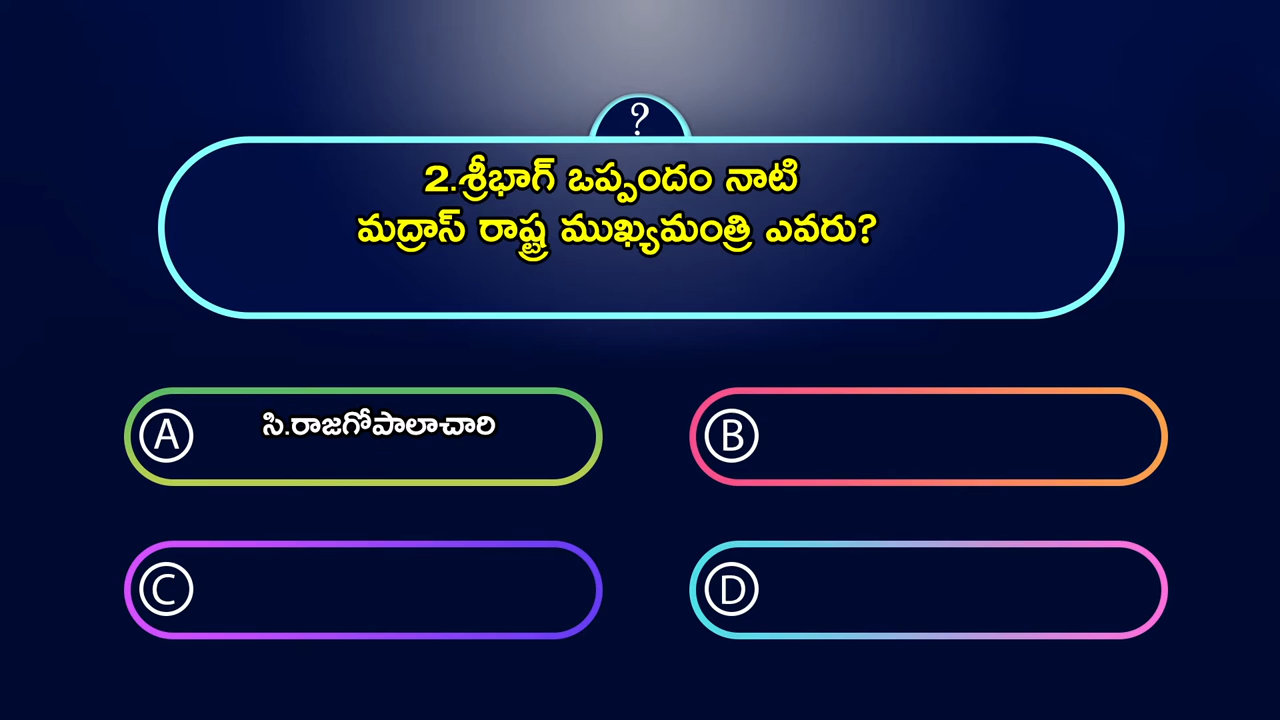 ?
2.శ్రీభాగ్ ఒప్పందం నాటి
మద్రాస్ రాష్ట్ర ముఖ్యమంత్రి ఎవరు?
A సి.రాజగోపాలాచారి
B
C
D